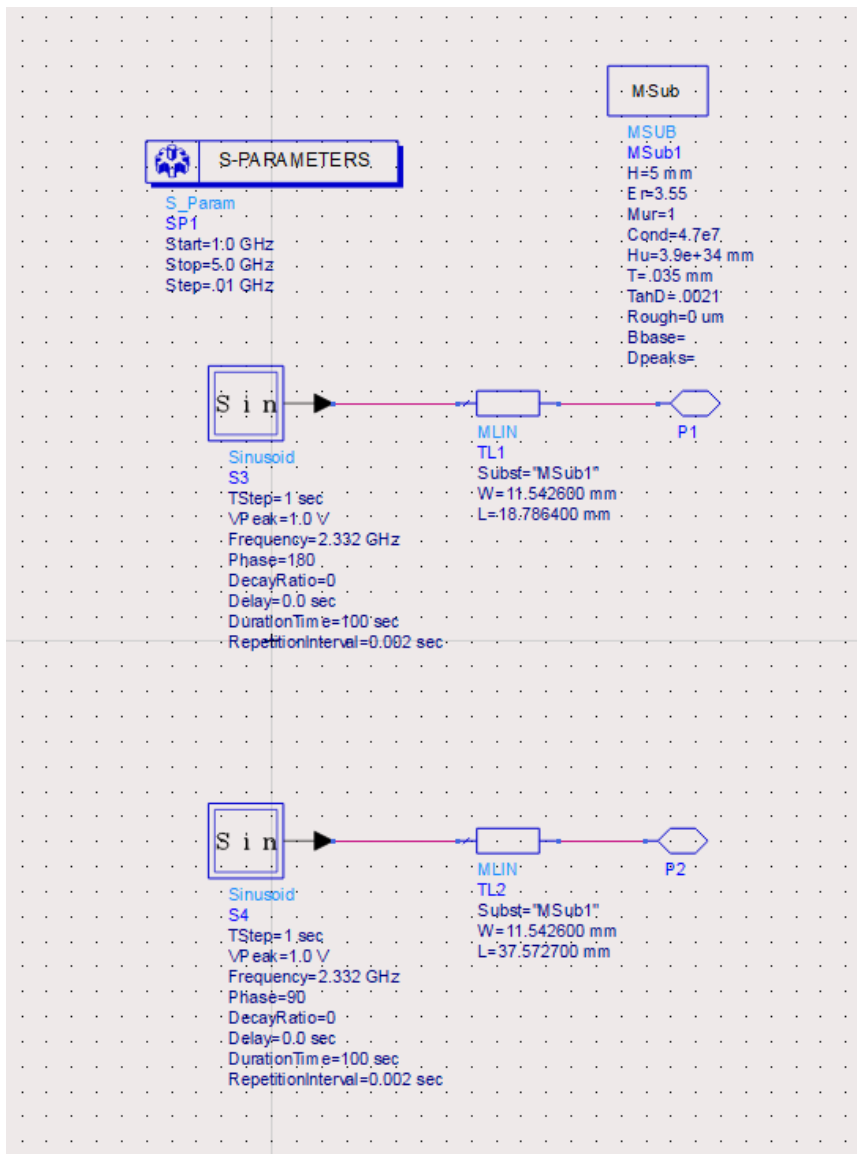 M·Sub
MSUB
MSub1
H=5 mm
Er=3.55
Mur=1
Cond=4.7e7
Hu=3.9e+34 mm
T=.035 mm
TanD=.0021
Rough=0 um
Bbase=
Dpeaks=
S-PARAMETERS
S_Param
SP1
Start=1.0 GHz
Stop=5.0 GHz
Step=.01 GHz
Sin
Sinusoid
S3
TStep=1 sec
VPeak=1.0 V
Frequency=2.332 GHz
Phase=180
DecayRatio=0
Delay=0.0 sec
DurationTime=100 sec
RepetitionInterval=0.002 sec
MLIN
TL1
Subst="MSub1"
W=11.542600 mm
L=18.786400 mm
P1
Sin
Sinusoid
S4
TStep=1 sec
VPeak=1.0 V
Frequency=2.332 GHz
Phase=90
DecayRatio=0
Delay=0.0 sec
DurationTime=100 sec
RepetitionInterval=0.002 sec
MLIN
TL2
Subst="MSub1"
W=11.542600 mm
L=37.572700 mm
P2